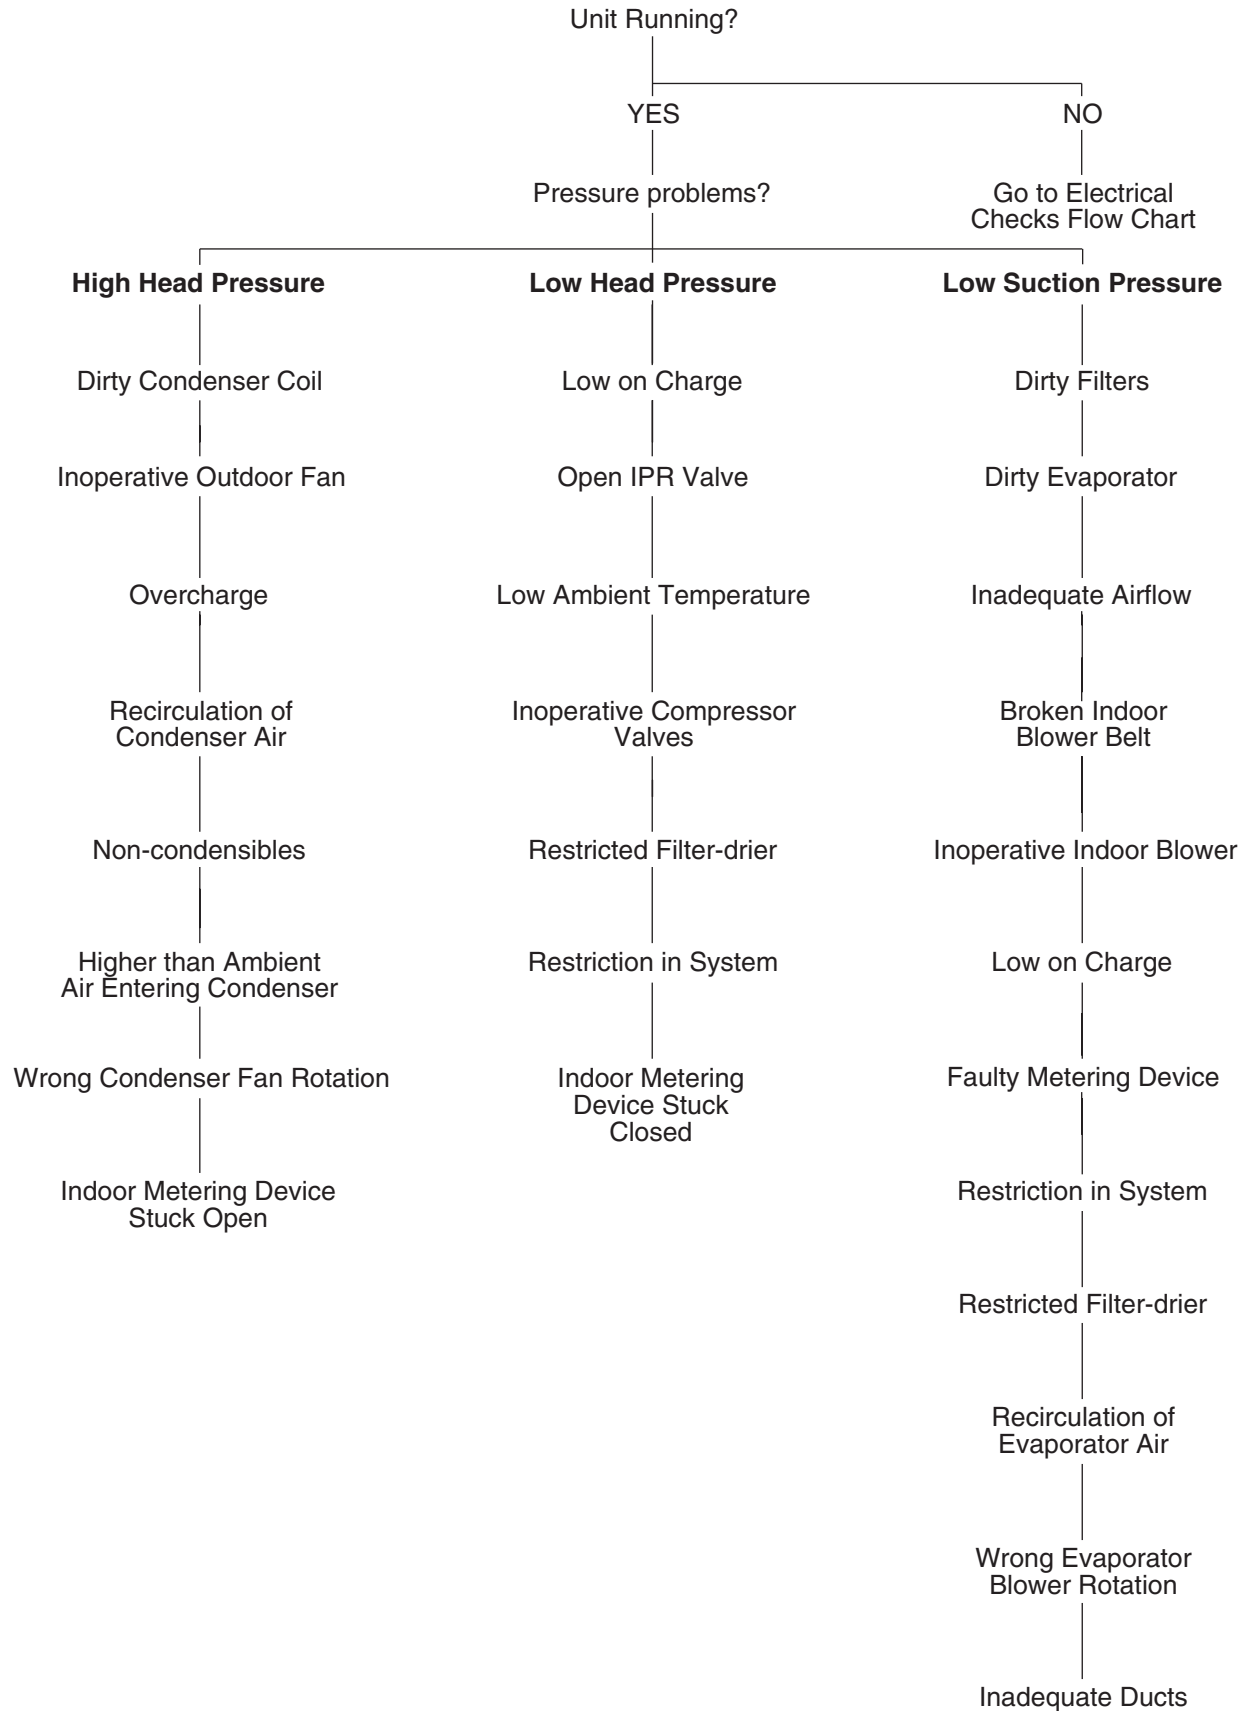 Unit Running?
YES
NO
Pressure problems?
Go to Electrical
Checks Flow Chart
High Head Pressure
Low Head Pressure
Low Suction Pressure
Dirty Condenser Coil
Low on Charge
Dirty Filters
Inoperative Outdoor Fan
Open IPR Valve
Dirty Evaporator
Overcharge
Low Ambient Temperature
Inadequate Airflow
Recirculation of
Condenser Air
Inoperative Compressor
Valves
Broken Indoor
Blower Belt
Non-condensibles
Restricted Filter-drier
Inoperative Indoor Blower
Higher than Ambient
Air Entering Condenser
Restriction in System
Low on Charge
Wrong Condenser Fan Rotation
Indoor Metering
Device Stuck
Closed
Faulty Metering Device
Indoor Metering Device
Stuck Open
Restriction in System
Restricted Filter-drier
Recirculation of
Evaporator Air
Wrong Evaporator
Blower Rotation
Inadequate Ducts